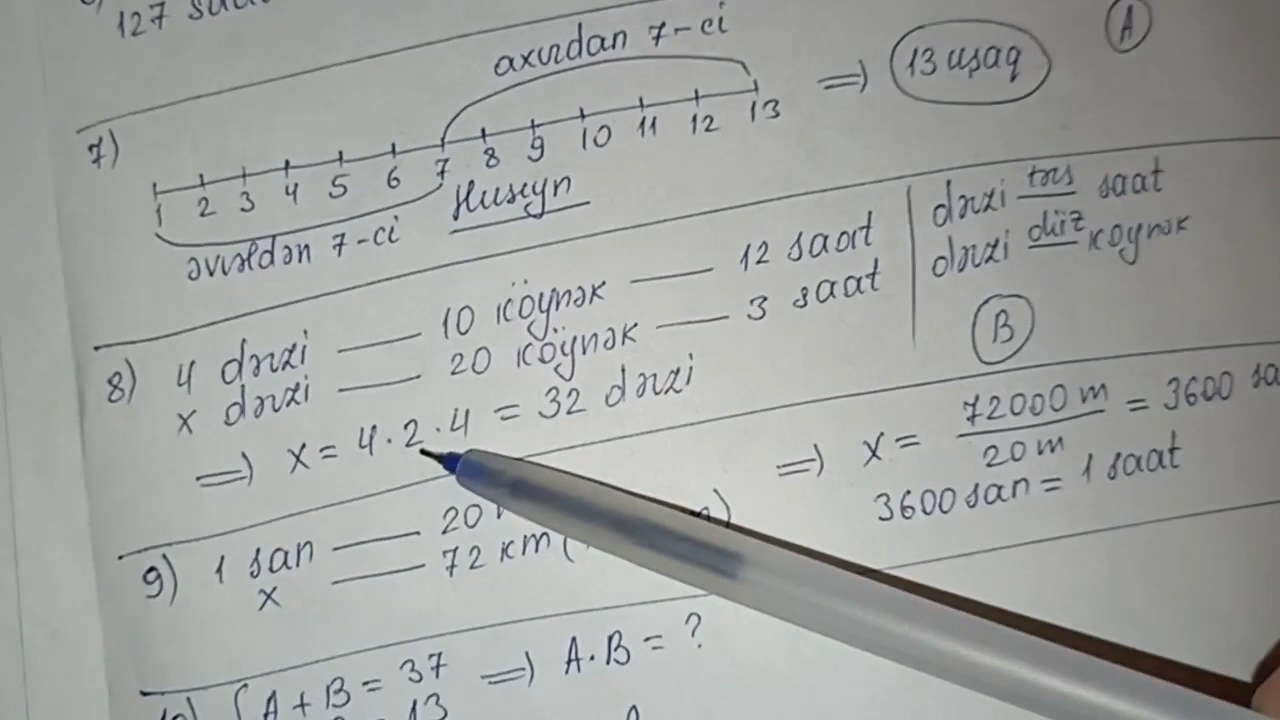 127
7)
axırdan 7-ci
1 2 3 4 5 6 7 8 9 10 11 12 13
⇒ 13 uşaq
A
əvvəldən 7-ci
Huseyn
8) 4 dərzi — 10 köynək — 12 saat
x dərzi — 20 köynək — 3 saat
⇒ x = 4·2·4 = 32 dərzi
dərzi tərs saat
dərzi düz köynək
B
9) 1 san — 20
x — 72 km (
⇒ x = 72000 m / 20 m = 3600
3600 san = 1 saat
A + B = 37 ⇒ A·B = ?
= 13